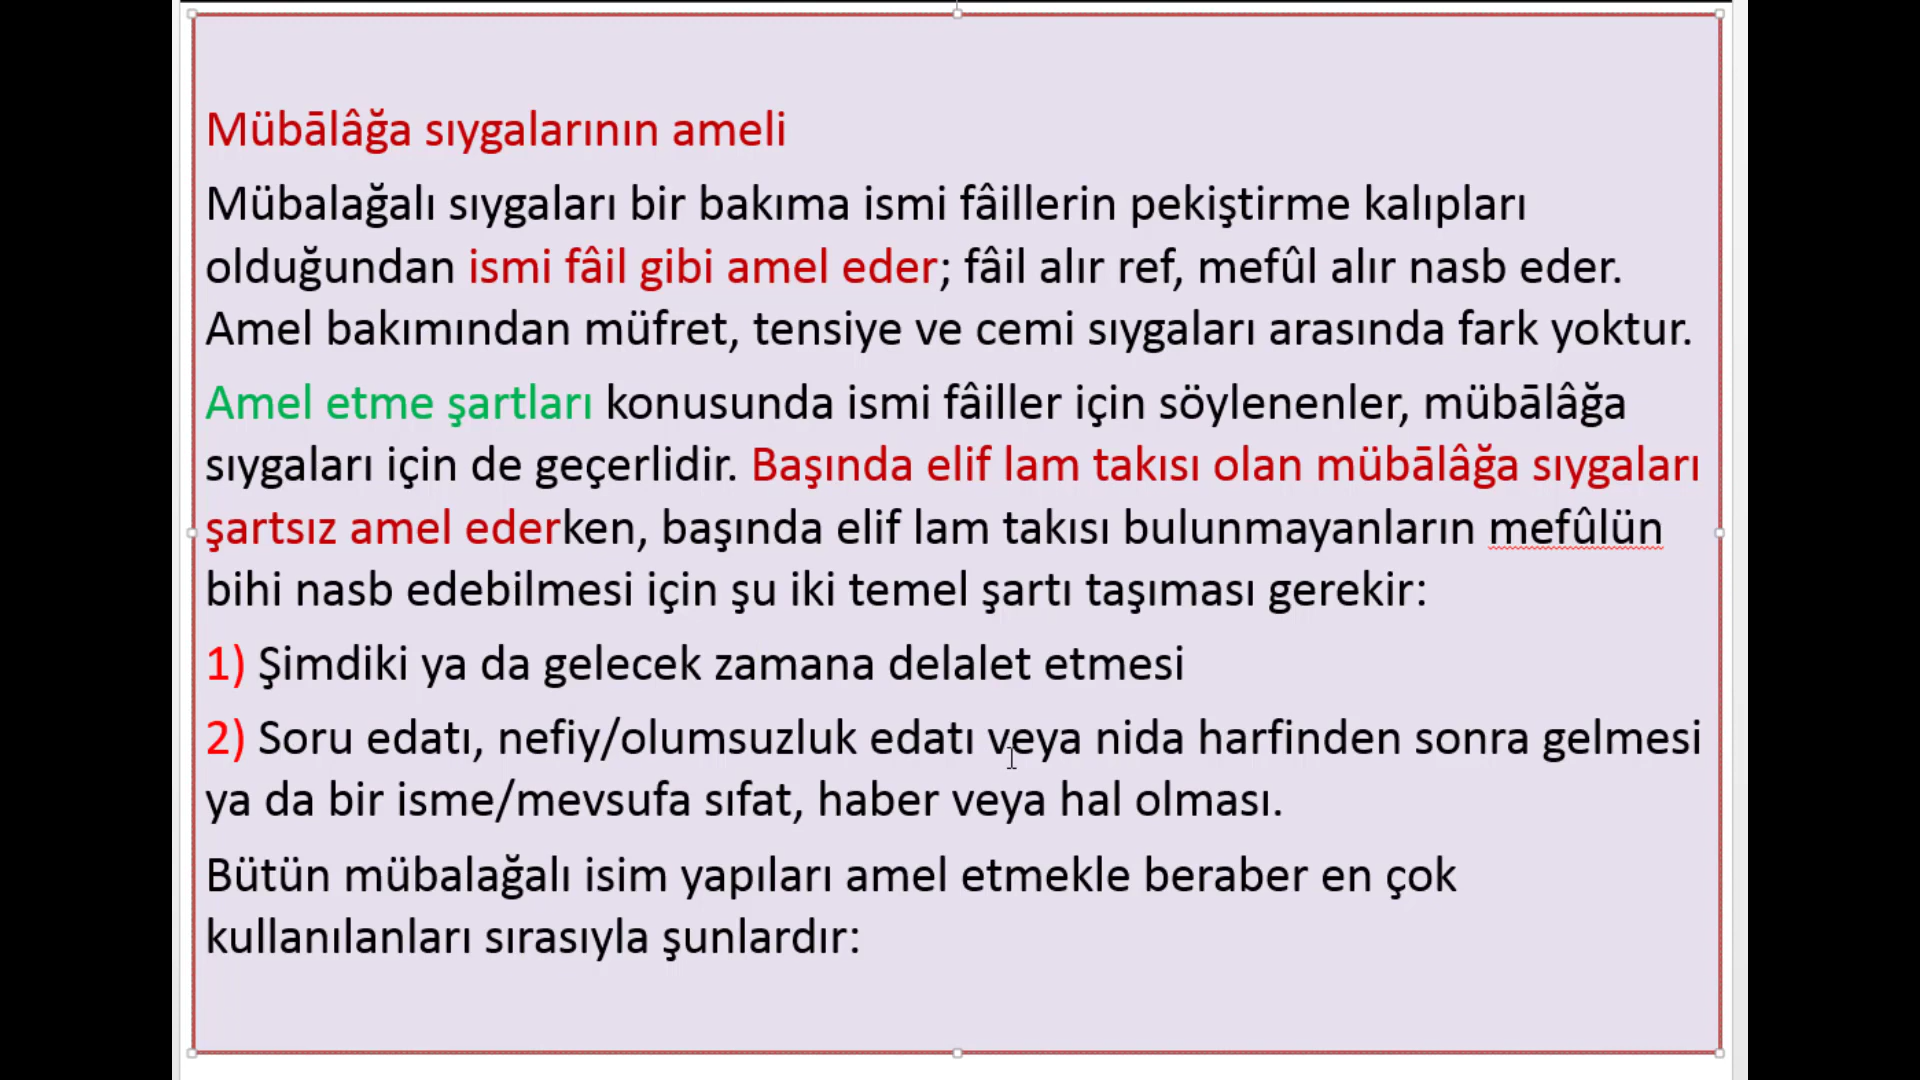 Mübālâğa sıygalarının ameli
Mübalağalı sıygaları bir bakıma ismi fâillerin pekiştirme kalıpları
olduğundan ismi fâil gibi amel eder; fâil alır ref, mefûl alır nasb eder.
Amel bakımından müfret, tensiye ve cemi sıygaları arasında fark yoktur.
Amel etme şartları konusunda ismi fâiller için söylenenler, mübālâğa
sıygaları için de geçerlidir. Başında elif lam takısı olan mübālâğa sıygaları
şartsız amel ederken, başında elif lam takısı bulunmayanların mefûlün
bihi nasb edebilmesi için şu iki temel şartı taşıması gerekir:
1) Şimdiki ya da gelecek zamana delalet etmesi
2) Soru edatı, nefiy/olumsuzluk edatı veya nida harfinden sonra gelmesi
ya da bir isme/mevsufa sıfat, haber veya hal olması.
Bütün mübalağalı isim yapıları amel etmekle beraber en çok
kullanılanları sırasıyla şunlardır: